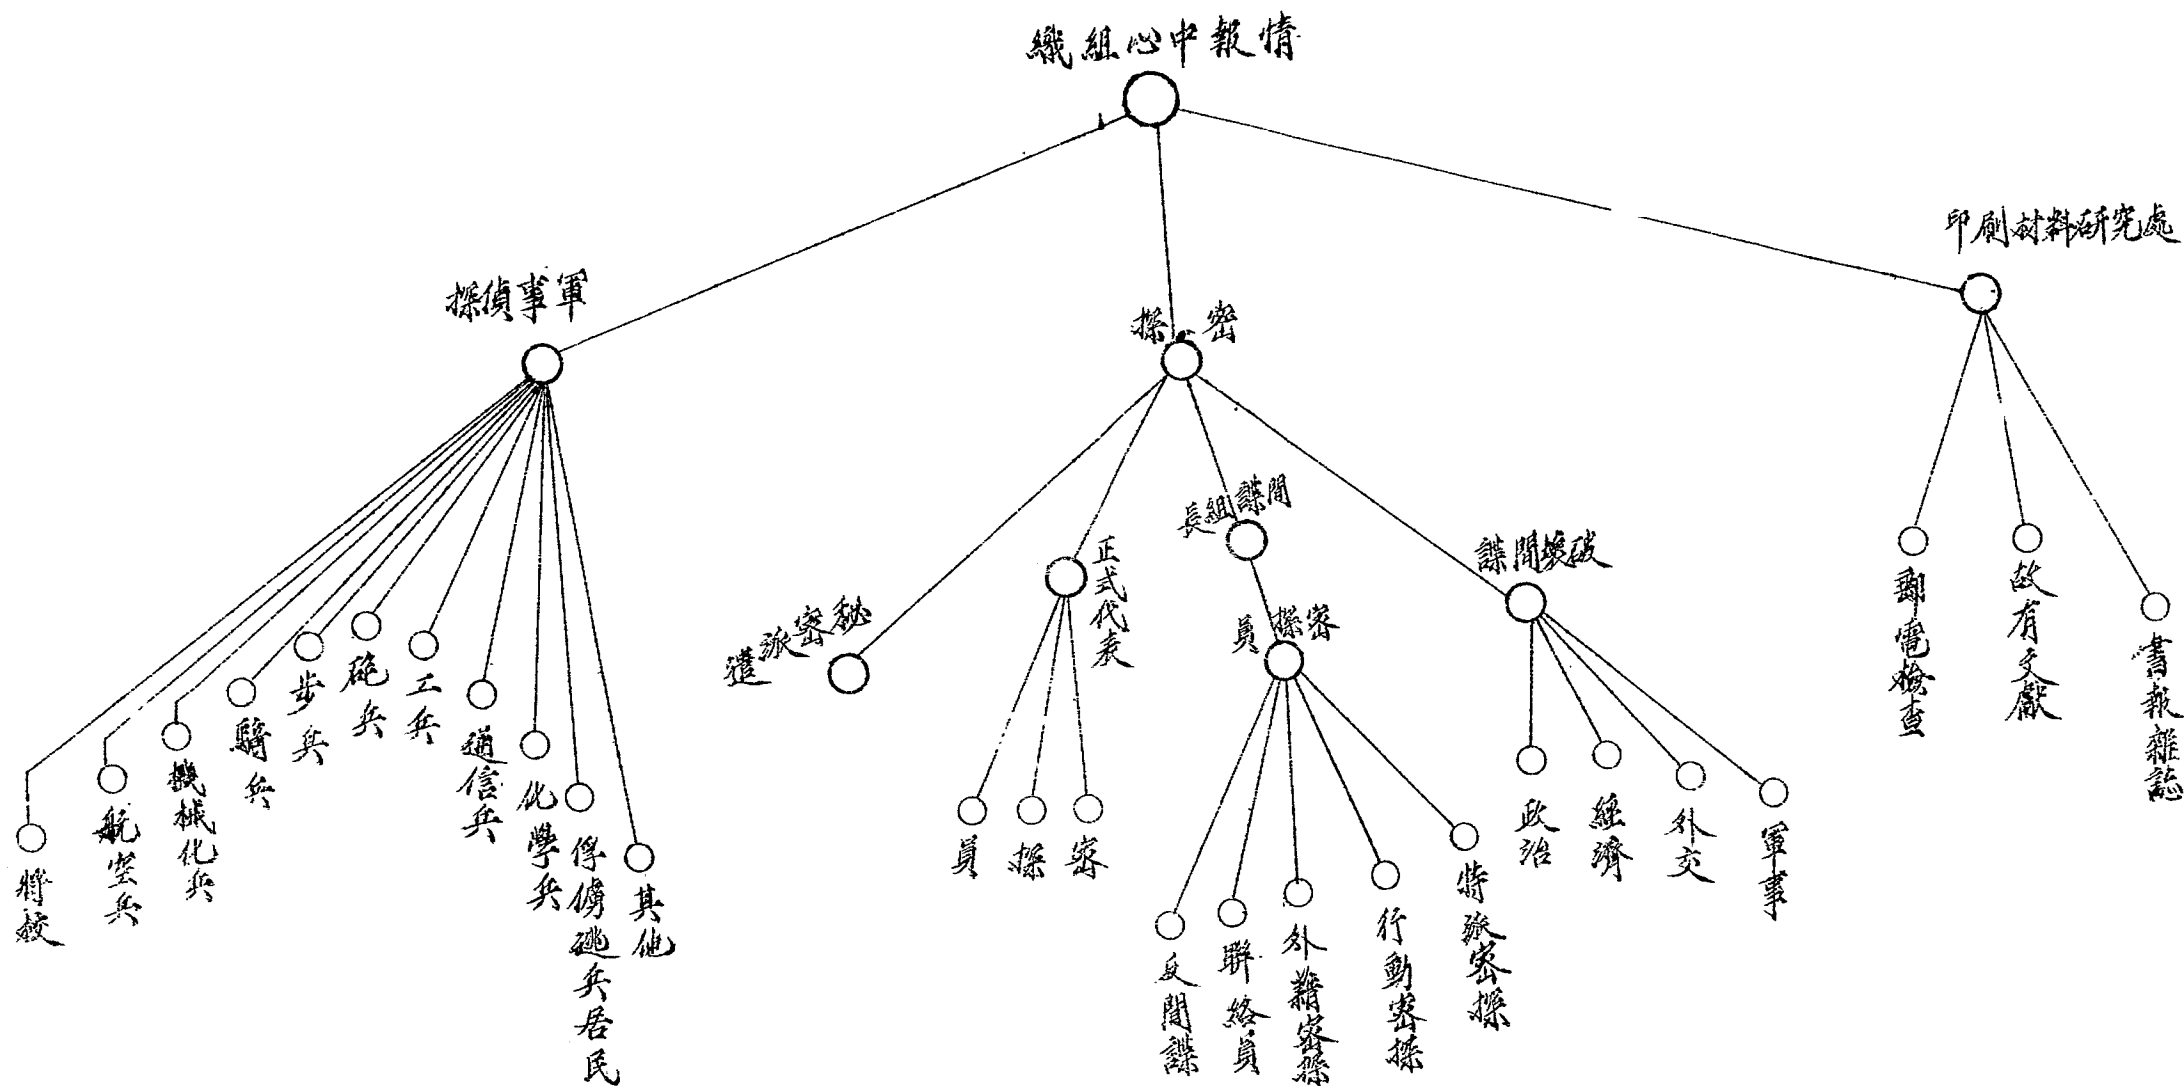 情報中心組織
印刷材料研究處
軍事偵探
密探
間諜組長
破壞間諜
正式代表
秘密派遣
密探員
郵電檢查
故有文獻
書報雜誌
將校
航空兵
機械化兵
騎兵
步兵
砲兵
工兵
通信兵
化學兵
俘虜逃兵居民
其他
密探員
反間諜
聯絡員
外籍密探
行動密探
特派密探
政治
經濟
外交
軍事